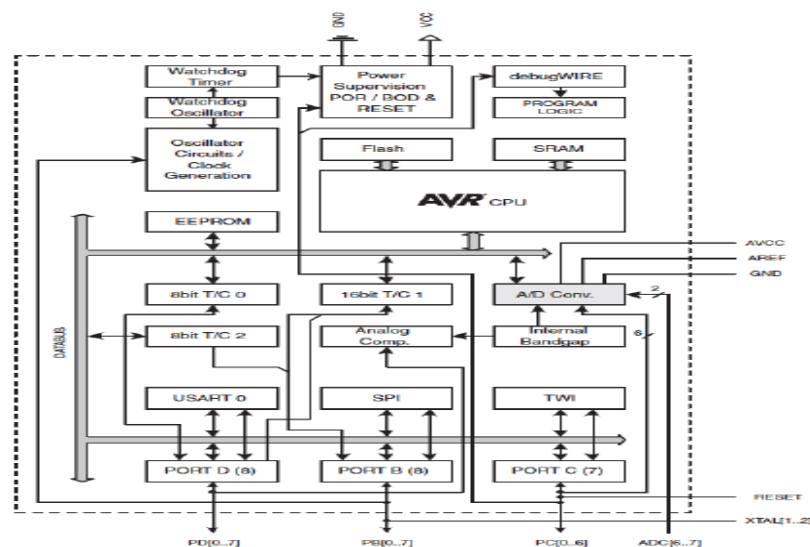 GND
VCC
Watchdog
Timer
Power
Supervision
POR / BOD &
RESET
debugWIRE
Watchdog
Oscillator
PROGRAM
LOGIC
Oscillator
Circuits /
Clock
Generation
Flash
SRAM
AVR CPU
EEPROM
AVCC
AREF
GND
8bit T/C 0
16bit T/C 1
A/D Conv.
2
DATABUS
8bit T/C 2
Analog
Comp.
Internal
Bandgap
6
USART 0
SPI
TWI
PORT D (8)
PORT B (8)
PORT C (7)
RESET
XTAL[1..2]
PD[0..7]
PB[0..7]
PC[0..6]
ADC[6..7]